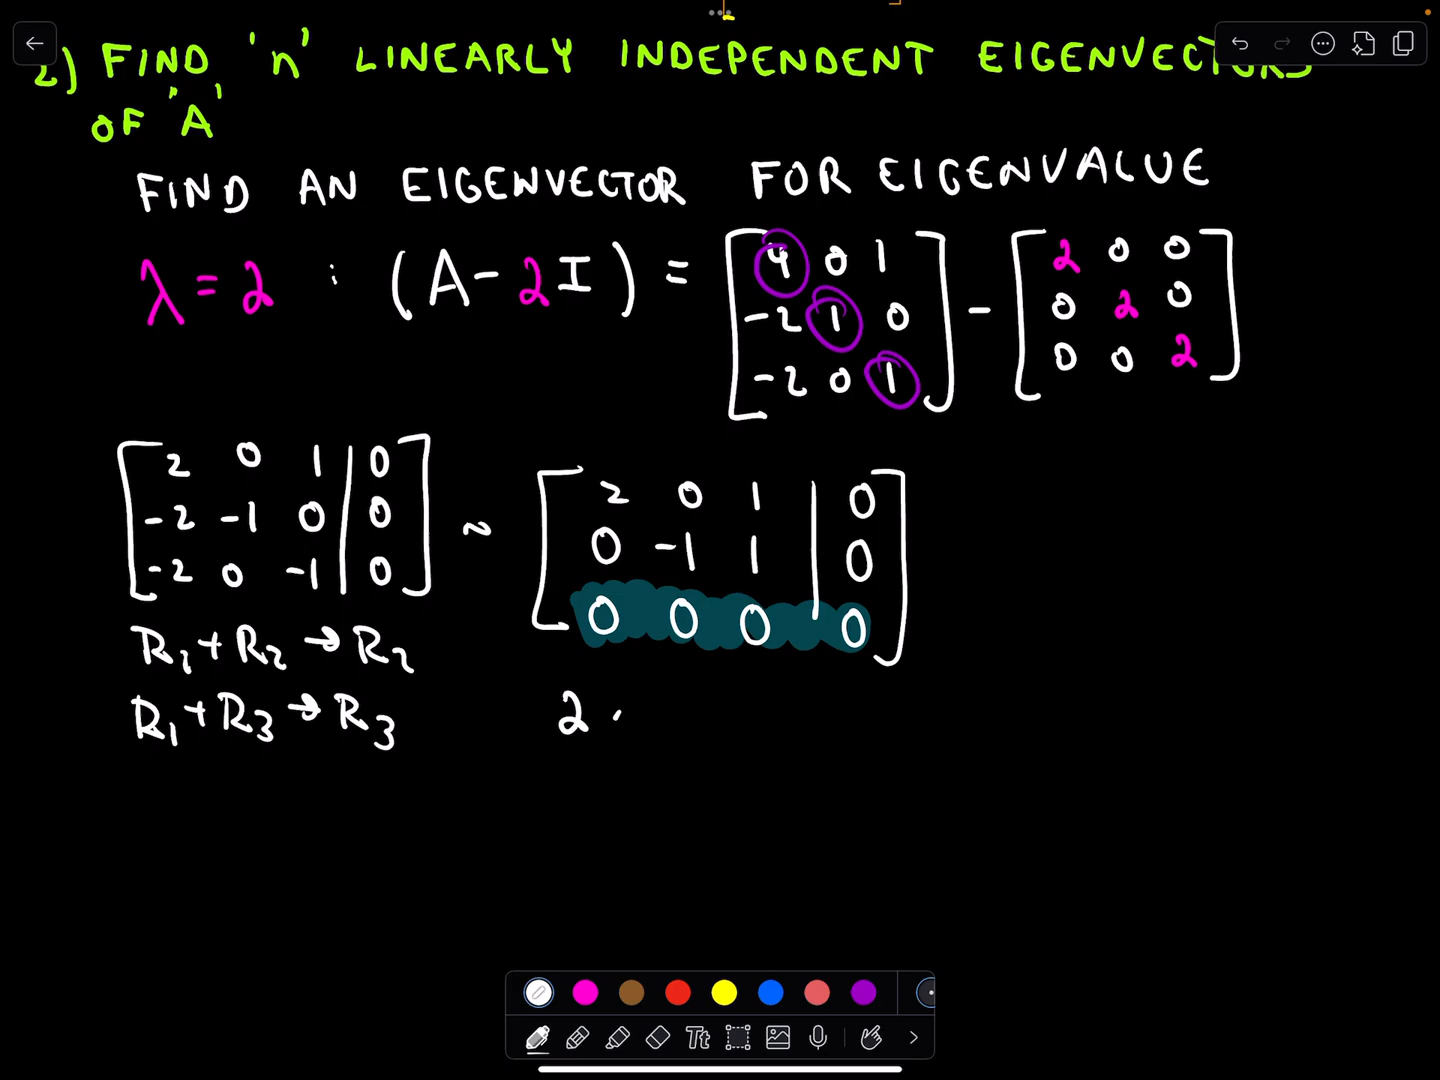 2) FIND 'n' LINEARLY INDEPENDENT EIGENVECTORS
OF 'A'
FIND AN EIGENVECTOR FOR EIGENVALUE
λ = 2 : (A - 2I) = [4 0 1] - [2 0 0]
[-2 1 0] [0 2 0]
[-2 0 1] [0 0 2]
[2 0 1 | 0] ~ [2 0 1 | 0]
[-2 -1 0 | 0] [0 -1 1 | 0]
[-2 0 -1 | 0] [0 0 0 | 0]
R₁ + R₂ → R₂
R₁ + R₃ → R₃
2
Tt